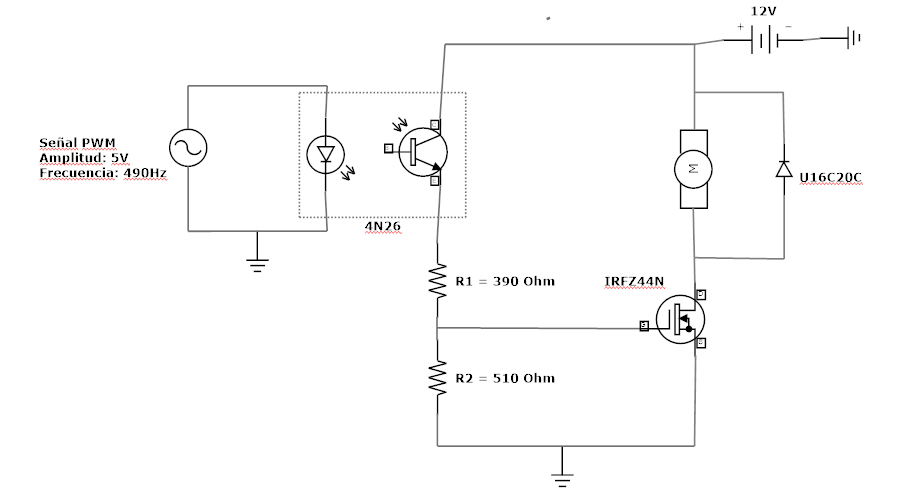 12V
+ −
Señal PWM
Amplitud: 5V
Frecuencia: 490Hz
M
U16C20C
4N26
R1 = 390 Ohm
IRFZ44N
R2 = 510 Ohm